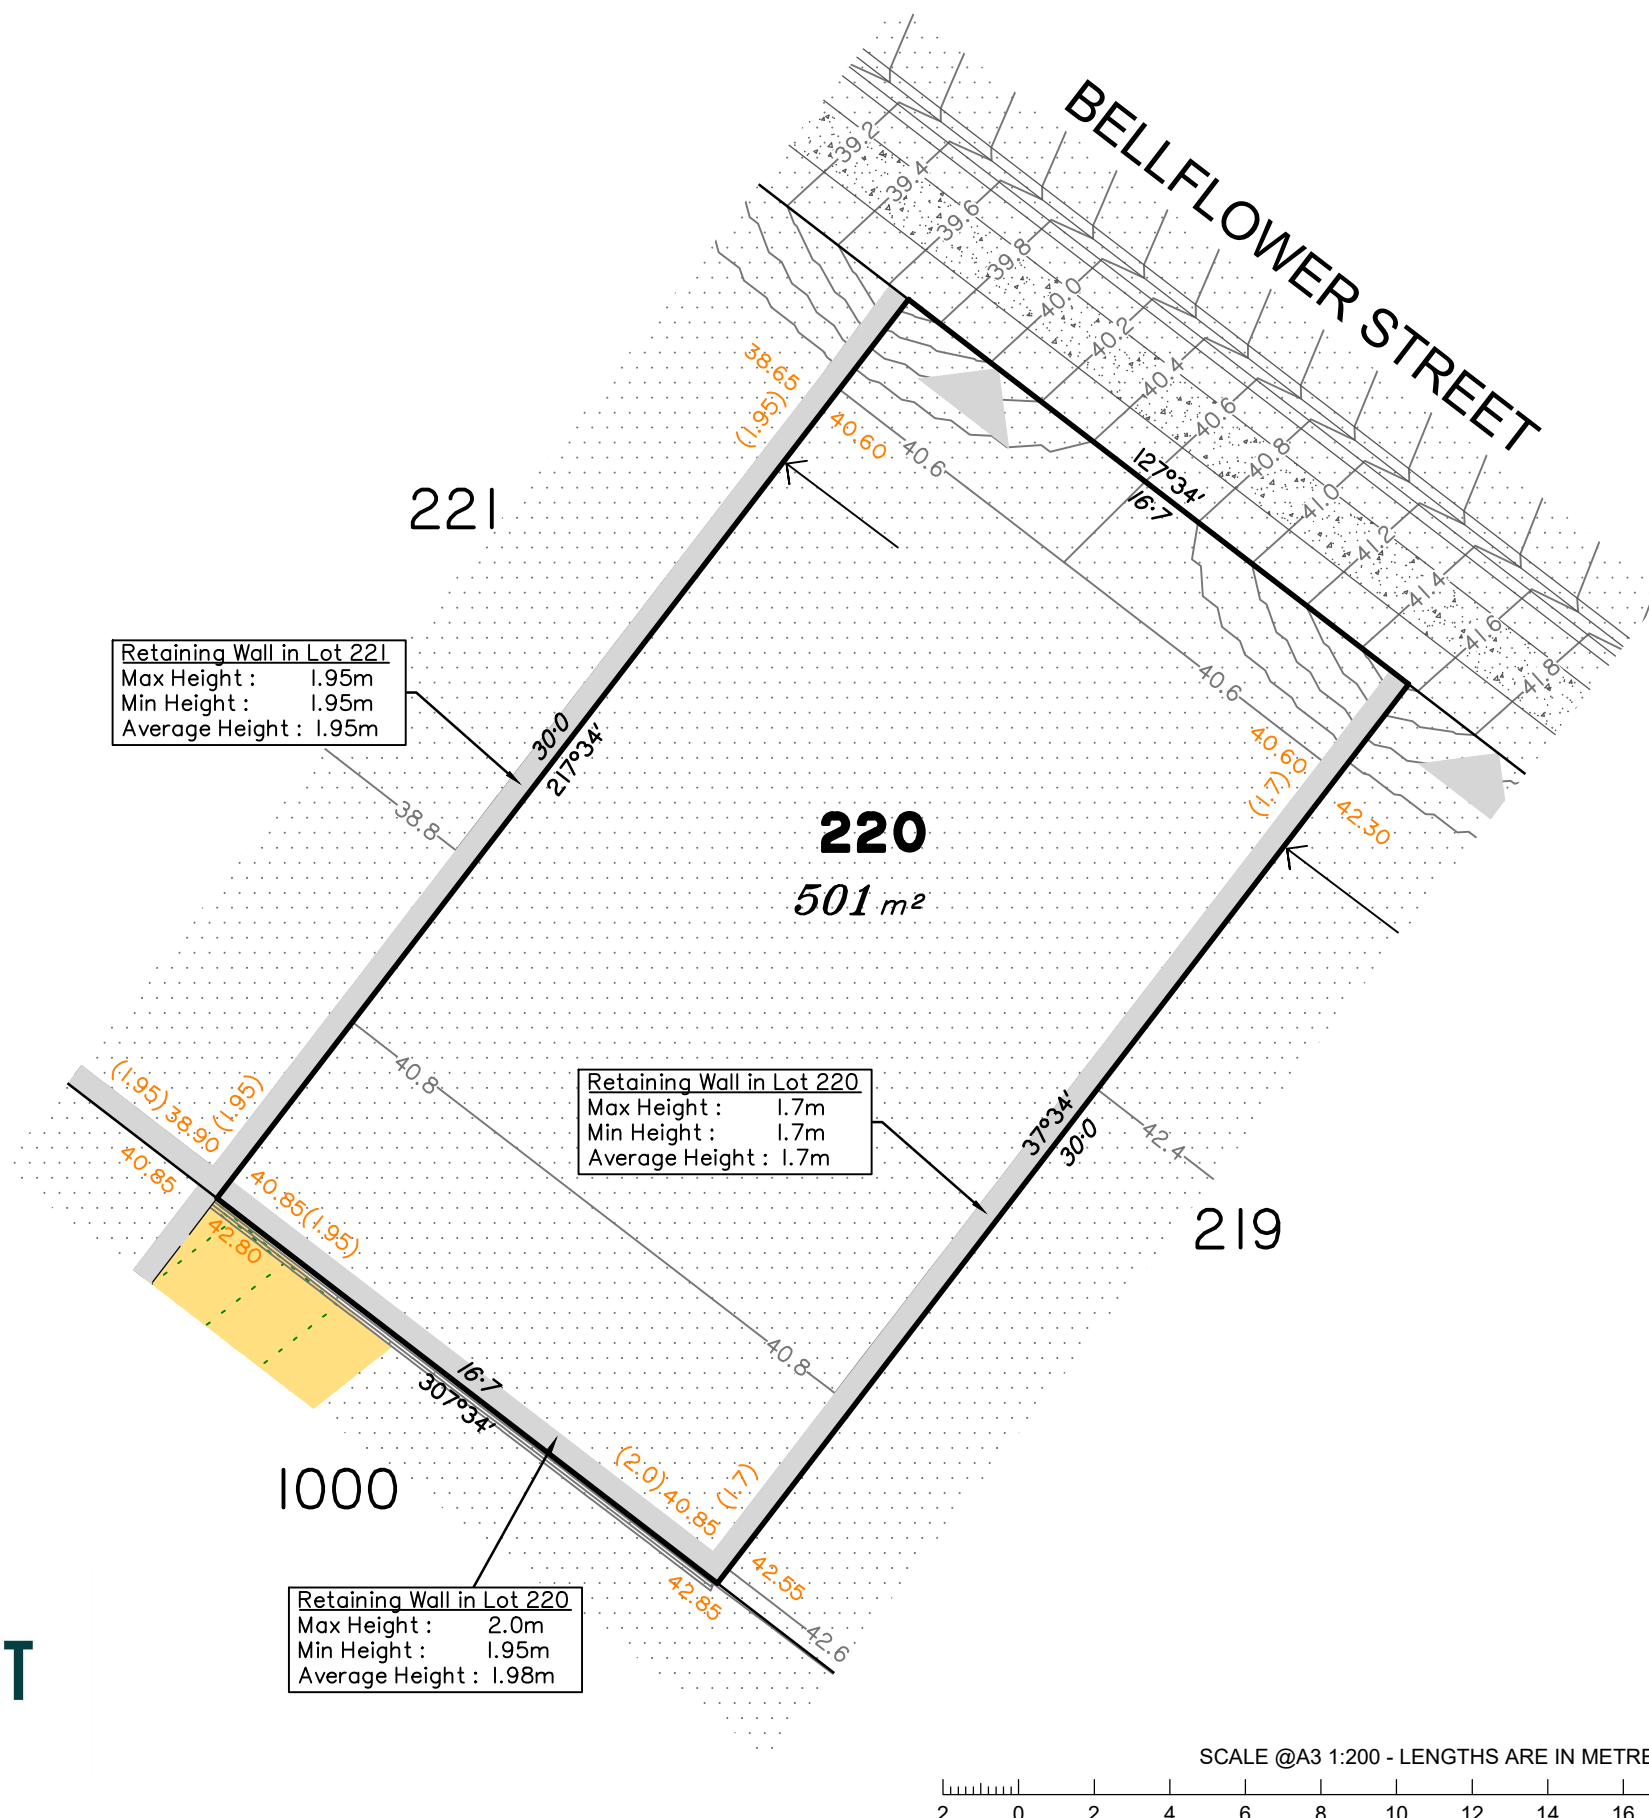 BELLFLOWER STREET
39.2
39.4
39.6
39.8
40.0
40.2
40.4
40.6
40.8
41.0
41.2
41.4
41.6
41.8
38.65
(1.95)
40.60
40.6
127°34'
16·7
221
40.6
40.60
(1.7)
42.30
Retaining Wall in Lot 221
Max Height : 1.95m
Min Height : 1.95m
Average Height : 1.95m
30·0
217°34'
38.8
220
501 m²
40.8
Retaining Wall in Lot 220
Max Height : 1.7m
Min Height : 1.7m
Average Height : 1.7m
37°34'
30·0
42.4
219
(1.95) 38.90
(1.95)
40.85
40.85(1.95)
42.80
40.8
16·7
307°34'
1000
(2.0) 40.85
(1.7)
42.55
42.85
42.6
Retaining Wall in Lot 220
Max Height : 2.0m
Min Height : 1.95m
Average Height : 1.98m
T
SCALE @A3 1:200 - LENGTHS ARE IN METRE
2 0 2 4 6 8 10 12 14 16